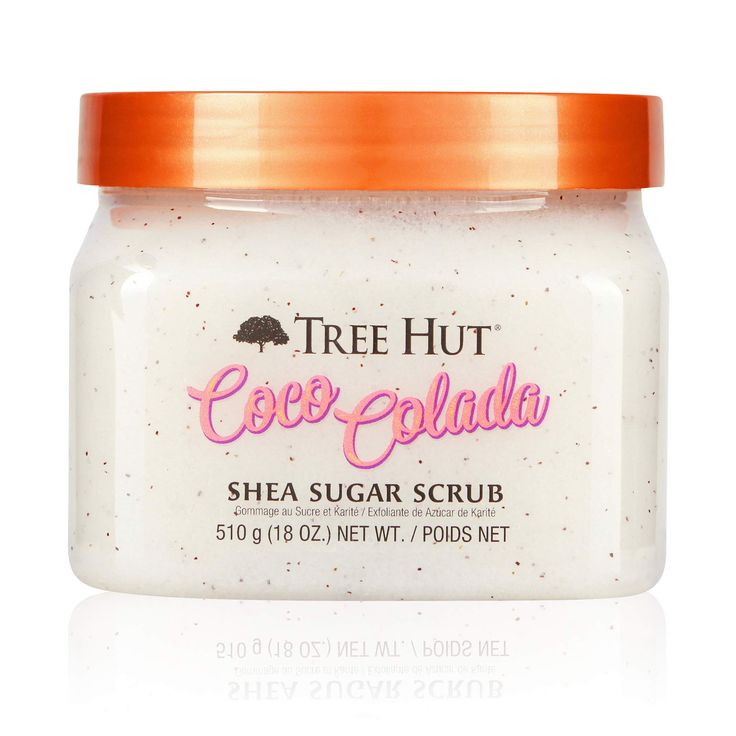 TREE HUT®
Coco Colada
SHEA SUGAR SCRUB
Gommage au Sucre et Karité / Exfoliante de Azúcar de Karité
510 g (18 OZ.) NET WT. / POIDS NET